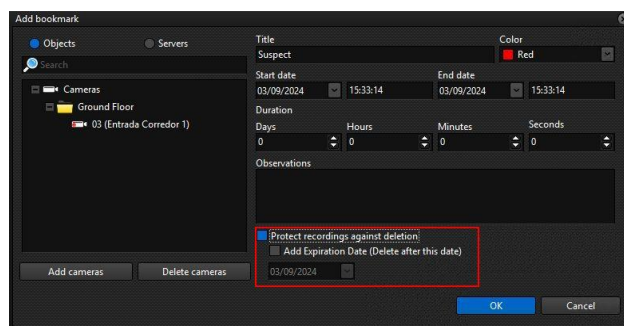 Add bookmark
Objects
Servers
Search
Cameras
Ground Floor
03 (Entrada Corredor 1)
Add cameras
Delete cameras
Title
Color
Suspect
Red
Start date
End date
03/09/2024
15:33:14
03/09/2024
15:33:14
Duration
Days
Hours
Minutes
Seconds
0
0
0
0
Observations
Protect recordings against deletion
Add Expiration Date (Delete after this date)
03/09/2024
OK
Cancel